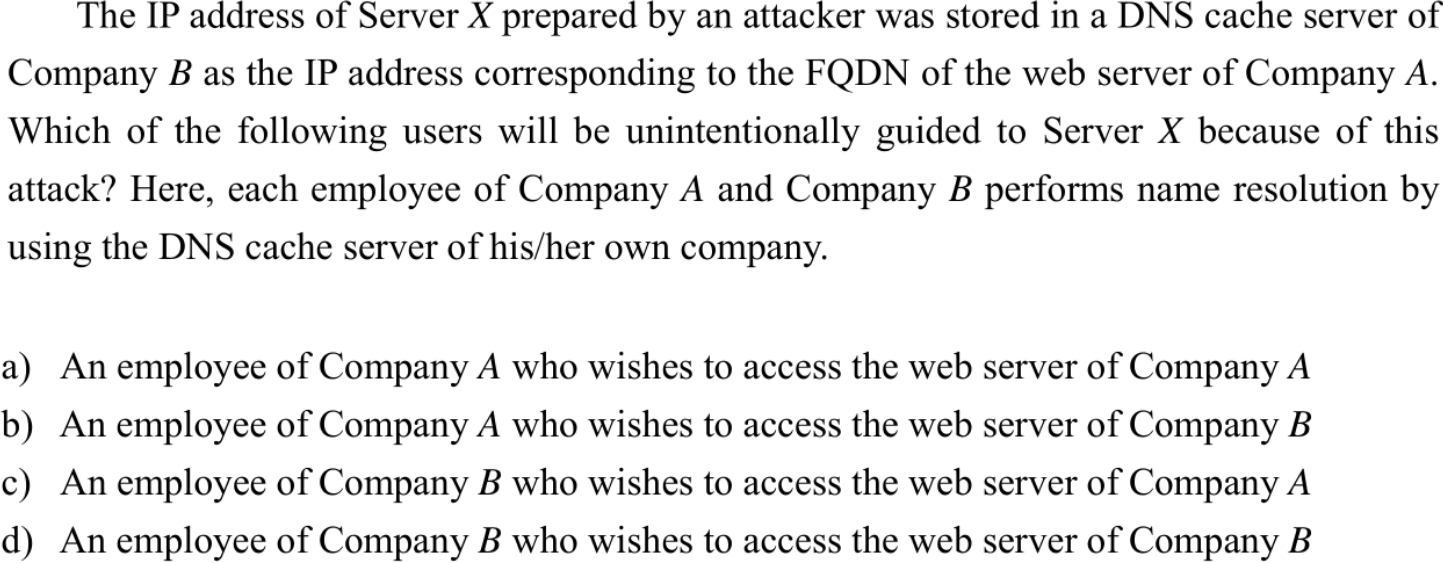 The IP address of Server X prepared by an attacker was stored in a DNS cache server of
Company B as the IP address corresponding to the FQDN of the web server of Company A.
Which of the following users will be unintentionally guided to Server X because of this
attack? Here, each employee of Company A and Company B performs name resolution by
using the DNS cache server of his/her own company.
a) An employee of Company A who wishes to access the web server of Company A
b) An employee of Company A who wishes to access the web server of Company B
c) An employee of Company B who wishes to access the web server of Company A
d) An employee of Company B who wishes to access the web server of Company B